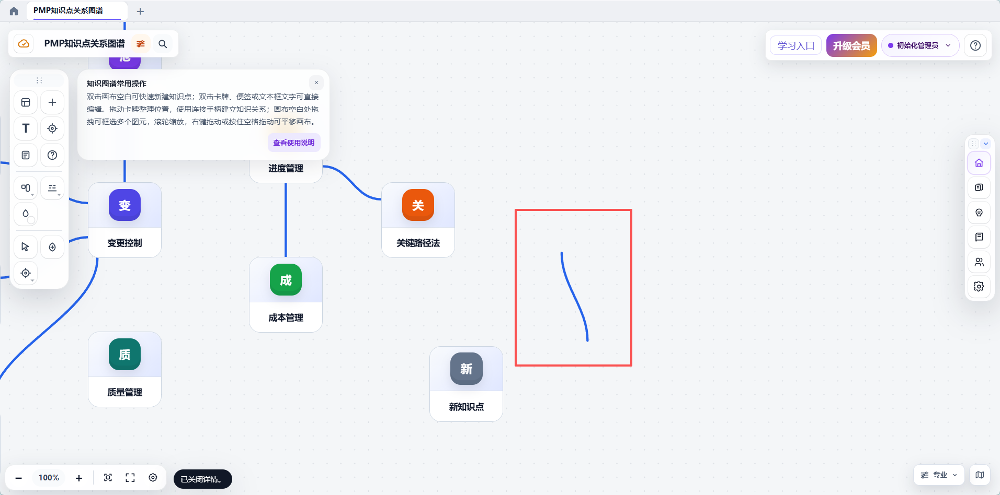 PMP知识点关系图谱
PMP知识点关系图谱
学习入口
升级会员
初始化管理员
知识图谱常用操作
双击画布空白可快速新建知识点；双击卡牌、便签或文本框文字可直接
编辑。拖动卡牌整理位置，使用连接手柄建立知识关系；画布空白处拖
拽可框选多个图元，滚轮缩放，右键拖动或按住空格拖动可平移画布。
查看使用说明
T
进度管理
变
变更控制
关
关键路径法
成
成本管理
质
质量管理
新
新知识点
100%
已关闭详情。
专业